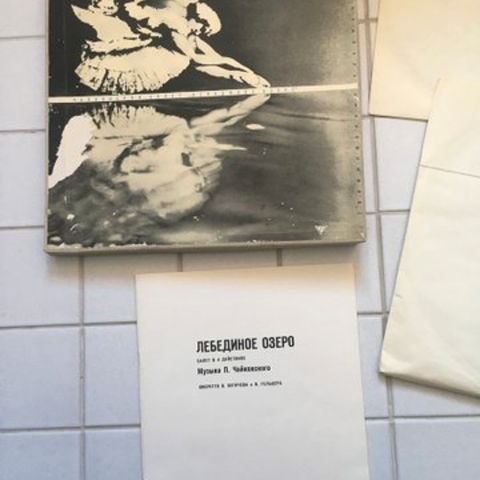 ЛЕБЕДИНОЕ ОЗЕРО
БАЛЕТ В 4 ДЕЙСТВИЯХ
Музыка П. Чайковского
ЛИБРЕТТО В. БЕГИЧЕВА и В. ГЕЛЬЦЕРА